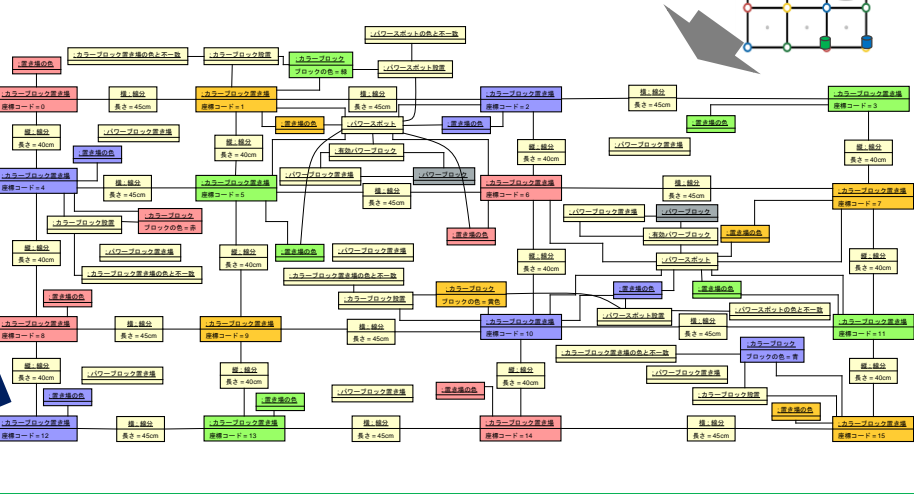 : パワースポットの色と不一数
: カラーブロック置き場の色と不一数
: カラーブロック設置
: カラーブロック
ブロックの色 = 緑
: パワースポット設置
: 置き場の色
: カラーブロック置き場
座標コード = 0
横 : 線分
長さ = 45cm
: カラーブロック置き場
座標コード = 1
横 : 線分
長さ = 45cm
: カラーブロック置き場
座標コード = 2
横 : 線分
長さ = 45cm
: カラーブロック置き場
座標コード = 3
縦 : 線分
長さ = 40cm
: パワーブロック置き場
: 置き場の色
: パワースポット
: 置き場の色
: 置き場の色
: 置き場の色
縦 : 線分
長さ = 40cm
: 有効パワーブロック
縦 : 線分
長さ = 40cm
: パワーブロック置き場
縦 : 線分
長さ = 40cm
: カラーブロック置き場
座標コード = 4
横 : 線分
長さ = 45cm
: カラーブロック置き場
座標コード = 5
: パワーブロック置き場
: パワーブロック
横 : 線分
長さ = 45cm
: カラーブロック置き場
座標コード = 6
横 : 線分
長さ = 45cm
: カラーブロック置き場
座標コード = 7
: カラーブロック設置
: カラーブロック
ブロックの色 = 赤
: パワーブロック置き場
: パワーブロック
: 置き場の色
: 有効パワーブロック
: 置き場の色
縦 : 線分
長さ = 40cm
: パワーブロック置き場
縦 : 線分
長さ = 40cm
: 置き場の色
: パワーブロック置き場
縦 : 線分
長さ = 40cm
: パワースポット
縦 : 線分
長さ = 40cm
: カラーブロック置き場の色と不一数
: カラーブロック置き場の色と不一数
: カラーブロック
ブロックの色 = 黄色
: 置き場の色
: 置き場の色
: 置き場の色
: カラーブロック設置
: パワースポット設置
: パワースポットの色と不一数
: カラーブロック置き場
座標コード = 8
横 : 線分
長さ = 45cm
: カラーブロック置き場
座標コード = 9
横 : 線分
長さ = 45cm
: カラーブロック置き場
座標コード = 10
横 : 線分
長さ = 45cm
: カラーブロック置き場
座標コード = 11
: カラーブロック置き場の色と不一数
: カラーブロック
ブロックの色 = 青
縦 : 線分
長さ = 40cm
: パワーブロック置き場
縦 : 線分
長さ = 40cm
縦 : 線分
長さ = 40cm
: パワーブロック置き場
縦 : 線分
長さ = 40cm
: 置き場の色
: 置き場の色
: パワーブロック置き場
: 置き場の色
: カラーブロック設置
: 置き場の色
: カラーブロック置き場
座標コード = 12
横 : 線分
長さ = 45cm
: カラーブロック置き場
座標コード = 13
横 : 線分
長さ = 45cm
: カラーブロック置き場
座標コード = 14
横 : 線分
長さ = 45cm
: カラーブロック置き場
座標コード = 15